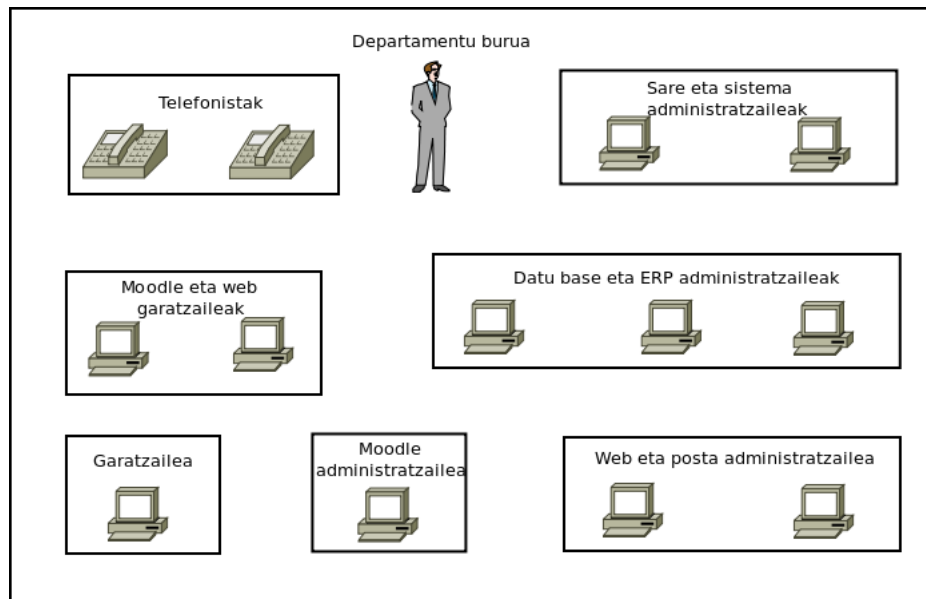 Departamentu burua
Telefonistak
Sare eta sistema
administratzaileak
Moodle eta web
garatzaileak
Datu base eta ERP administratzaileak
Garatzailea
Moodle
administratzailea
Web eta posta administratzailea